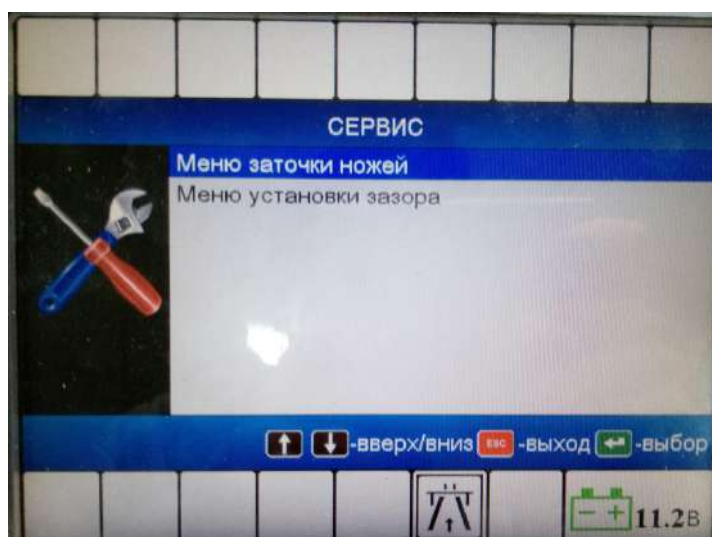 СЕРВИС
Меню заточки ножей
Меню установки зазора
-вверх/вниз ESC -выход -выбор
11.2В